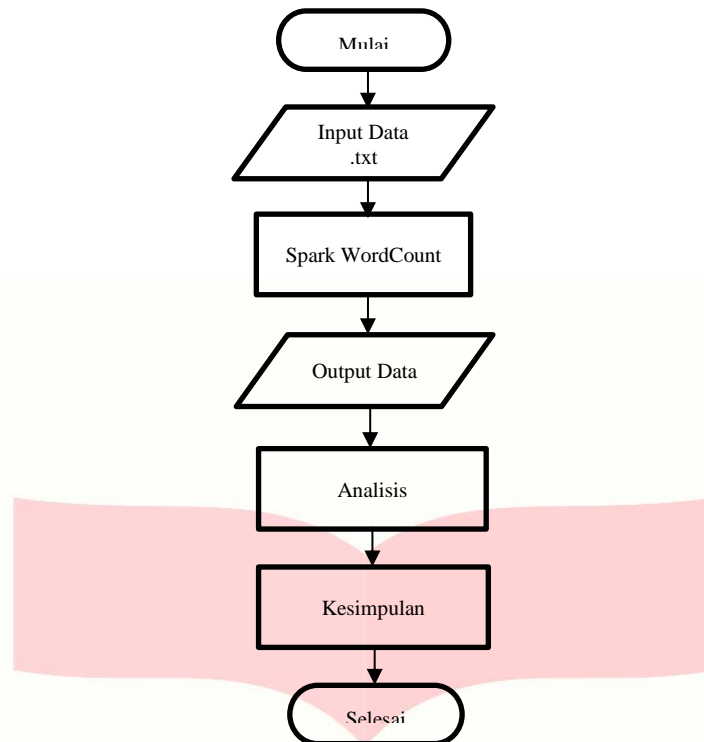 Mulai
Input Data
.txt
Spark WordCount
Output Data
Analisis
Kesimpulan
Selesai